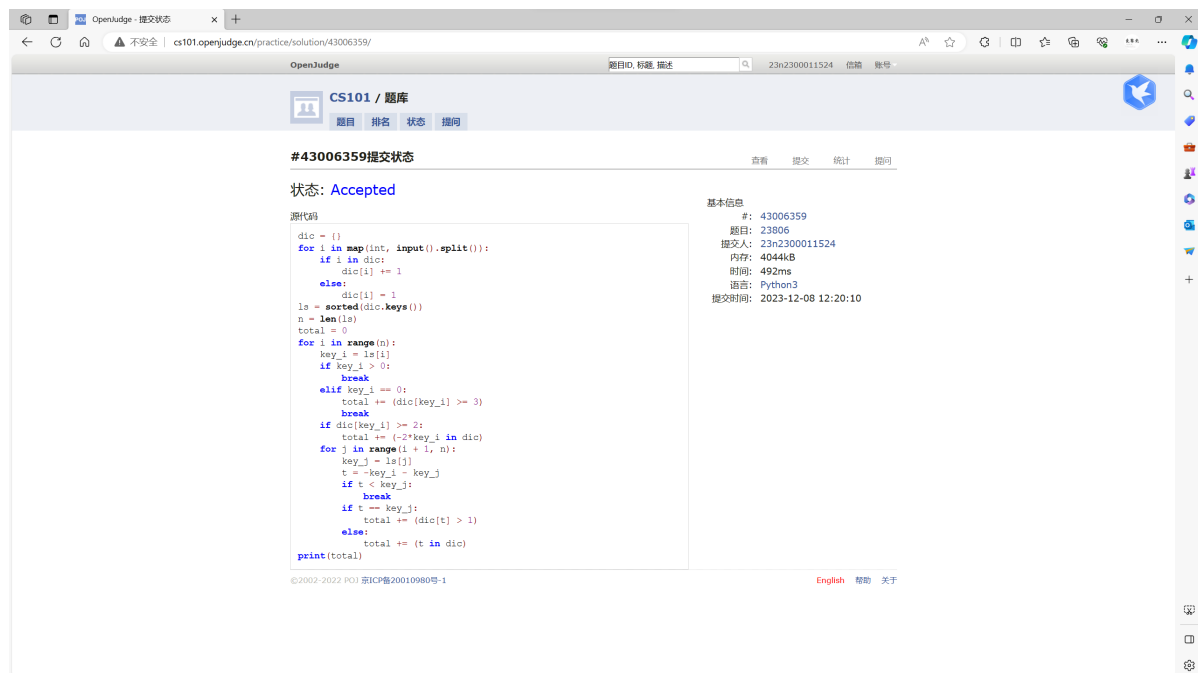 OpenJudge - 提交状态
不安全 | cs101.openjudge.cn/practice/solution/43006359/
OpenJudge
题目ID, 标题, 描述
23n2300011524 信箱 账号
CS101 / 题库
题目 排名 状态 提问
#43006359提交状态
查看 提交 统计 提问
状态: Accepted
源代码
dic = {}
for i in map(int, input().split()):
    if i in dic:
        dic[i] += 1
    else:
        dic[i] = 1
ls = sorted(dic.keys())
n = len(ls)
total = 0
for i in range(n):
    key_i = ls[i]
    if key_i > 0:
        break
    elif key_i == 0:
        total += (dic[key_i] >= 3)
        break
    if dic[key_i] >= 2:
        total += (-2*key_i in dic)
    for j in range(i + 1, n):
        key_j = ls[j]
        t = -key_i - key_j
        if t < key_j:
            break
        if t == key_j:
            total += (dic[t] > 1)
        else:
            total += (t in dic)
print(total)
基本信息
#: 43006359
题目: 23806
提交人: 23n2300011524
内存: 4044kB
时间: 492ms
语言: Python3
提交时间: 2023-12-08 12:20:10
©2002-2022 POJ 京ICP备20010980号-1
English 帮助 关于